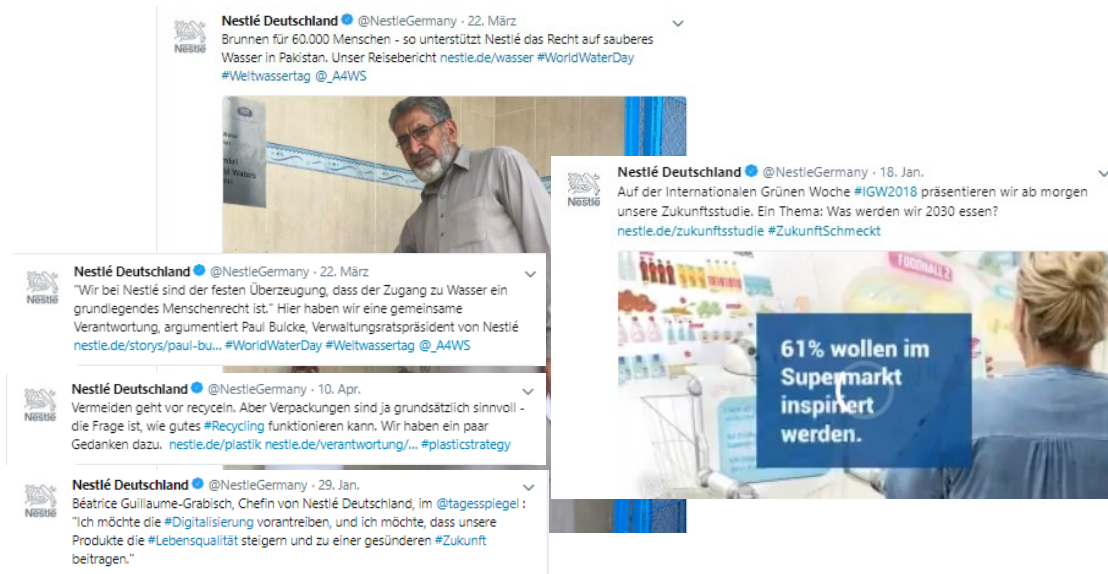 Nestlé Deutschland @NestleGermany · 22. März
Nestlé
Brunnen für 60.000 Menschen - so unterstützt Nestlé das Recht auf sauberes
Wasser in Pakistan. Unser Reisebericht nestle.de/wasser #WorldWaterDay
#Weltwassertag @_A4WS
Nestlé Deutschland @NestleGermany · 18. Jan.
Nestlé
Auf der Internationalen Grünen Woche #IGW2018 präsentieren wir ab morgen
unsere Zukunftsstudie. Ein Thema: Was werden wir 2030 essen?
nestle.de/zukunftsstudie #ZukunftSchmeckt
FOODHALL 2
61% wollen im
Supermarkt
inspiriert
werden.
Nestlé Deutschland @NestleGermany · 22. März
Nestlé
"Wir bei Nestlé sind der festen Überzeugung, dass der Zugang zu Wasser ein
grundlegendes Menschenrecht ist." Hier haben wir eine gemeinsame
Verantwortung, argumentiert Paul Bulcke, Verwaltungsratspräsident von Nestlé
nestle.de/storys/paul-bu... #WorldWaterDay #Weltwassertag @_A4WS
Nestlé Deutschland @NestleGermany · 10. Apr.
Nestlé
Vermeiden geht vor recyceln. Aber Verpackungen sind ja grundsätzlich sinnvoll -
die Frage ist, wie gutes #Recycling funktionieren kann. Wir haben ein paar
Gedanken dazu. nestle.de/plastik nestle.de/verantwortung/... #plasticstrategy
Nestlé Deutschland @NestleGermany · 29. Jan.
Nestlé
Béatrice Guillaume-Grabisch, Chefin von Nestlé Deutschland, im @tagesspiegel :
"Ich möchte die #Digitalisierung vorantreiben, und ich möchte, dass unsere
Produkte die #Lebensqualität steigern und zu einer gesünderen #Zukunft
beitragen."